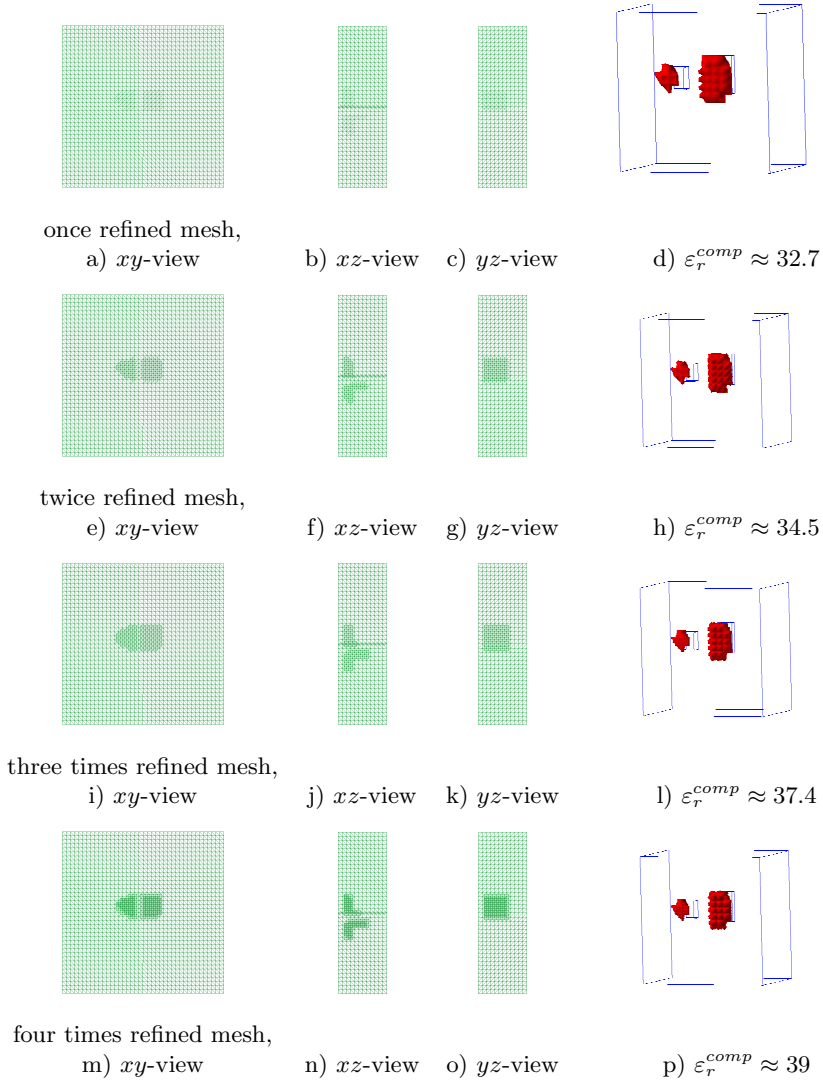 once refined mesh,
a) xy-view b) xz-view c) yz-view d) ε_r^{comp} ≈ 32.7
twice refined mesh,
e) xy-view f) xz-view g) yz-view h) ε_r^{comp} ≈ 34.5
three times refined mesh,
i) xy-view j) xz-view k) yz-view l) ε_r^{comp} ≈ 37.4
four times refined mesh,
m) xy-view n) xz-view o) yz-view p) ε_r^{comp} ≈ 39